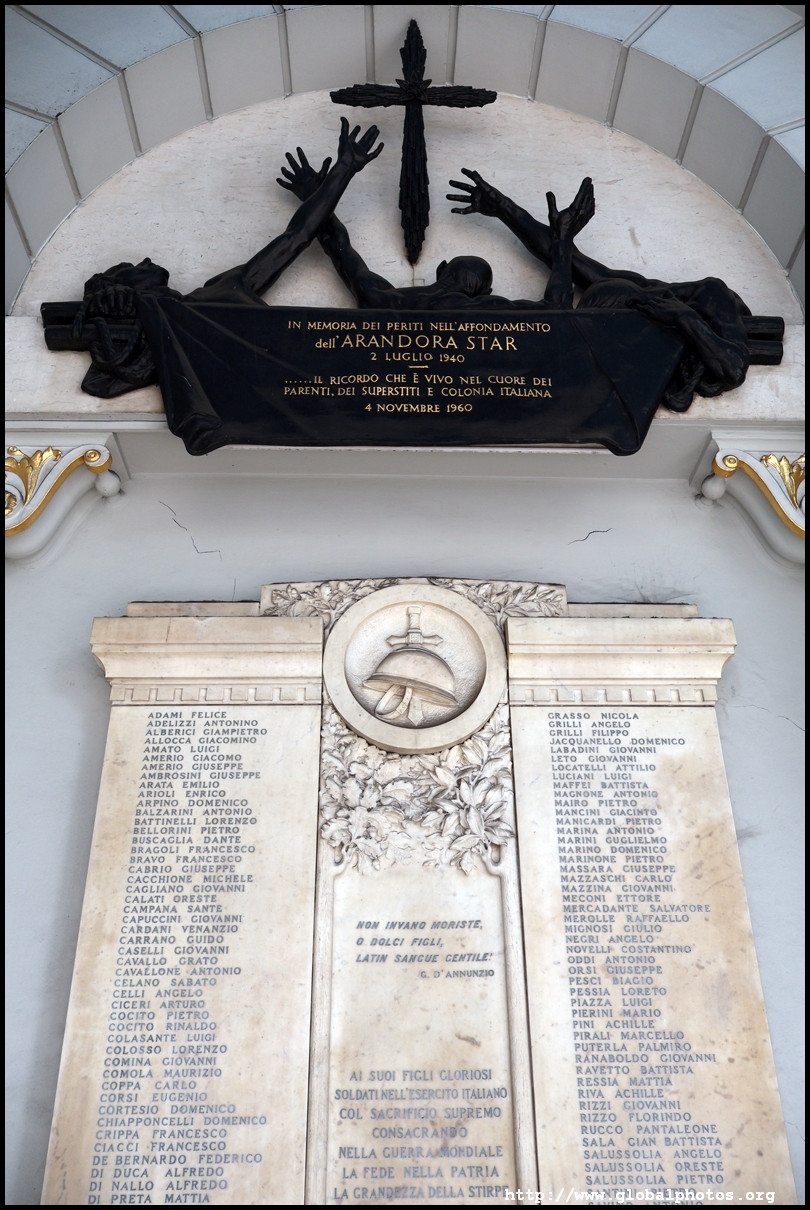 IN MEMORIA DEI PERITI NELL'AFFONDAMENTO
dell'ARANDORA STAR
2 LUGLIO 1940
......IL RICORDO CHE È VIVO NEL CUORE DEI
PARENTI, DEI SUPERSTITI E COLONIA ITALIANA
4 NOVEMBRE 1960
ADAMI FELICE
ADELIZZI ANTONINO
ALBERICI GIAMPIETRO
ALLOCCA GIACOMINO
AMATO LUIGI
AMERIO GIACOMO
AMERIO GIUSEPPE
AMBROSINI GIUSEPPE
ARATA EMILIO
ARIOLI ENRICO
ARPINO DOMENICO
BALZARINI ANTONIO
BATTINELLI LORENZO
BELLORINI PIETRO
BUSCAGLIA DANTE
BRAGOLI FRANCESCO
BRAVO FRANCESCO
CABRIO GIUSEPPE
CACCHIONE MICHELE
CAGLIANO GIOVANNI
CALATI ORESTE
CAMPANA SANTE
CAPUCCINI GIOVANNI
CARDANI VENANZIO
CARRANO GUIDO
CASELLI GIOVANNI
CAVALLO GRATO
CAVALLONE ANTONIO
CELANO SABATO
CELLI ANGELO
CICERI ARTURO
COCITO PIETRO
COCITO RINALDO
COLASANTE LUIGI
COLOSSO LORENZO
COMINA GIOVANNI
COMOLA MAURIZIO
COPPA CARLO
CORSI EUGENIO
CORTESIO DOMENICO
CHIAPPONCELLI DOMENICO
CRIPPA FRANCESCO
CIACCI FRANCESCO
DE BERNARDO FEDERICO
DI DUCA ALFREDO
DI NALLO ALFREDO
DI PRETA MATTIA
NON INVANO MORISTE,
O DOLCI FIGLI,
LATIN SANGUE GENTILE!
G. D'ANNUNZIO
AI SUOI FIGLI GLORIOSI
SOLDATI NELL'ESERCITO ITALIANO
COL SACRIFICIO SUPREMO
CONSACRANDO
NELLA GUERRA MONDIALE
LA FEDE NELLA PATRIA
LA GRANDEZZA DELLA STIRPE
GRASSO NICOLA
GRILLI ANGELO
GRILLI FILIPPO
JACQUANELLO DOMENICO
LABADINI GIOVANNI
LETO GIOVANNI
LOCATELLI ATTILIO
LUCIANI LUIGI
MAFFEI BATTISTA
MAGNONE ANTONIO
MAIRO PIETRO
MANCINI GIACINTO
MANICARDI PIETRO
MARINA ANTONIO
MARINI GUGLIELMO
MARINO DOMENICO
MARINONE PIETRO
MASSARA GIUSEPPE
MAZZASCHI CARLO
MAZZINA GIOVANNI
MECONI ETTORE
MERCADANTE SALVATORE
MEROLLE RAFFAELLO
MIGNOSI GIULIO
NEGRI ANGELO
NOVELLI COSTANTINO
ODDI ANTONIO
ORSI GIUSEPPE
PESCI BIAGIO
PESSIA LORETO
PIAZZA LUIGI
PIERINI MARIO
PINI ACHILLE
PIRALI MARCELLO
PUTERLA PALMIRO
RANABOLDO GIOVANNI
RAVETTO BATTISTA
RESSIA MATTIA
RIVA ACHILLE
RIZZI GIOVANNI
RIZZO FLORINDO
RUCCO PANTALEONE
SALA GIAN BATTISTA
SALUSSOLIA ANGELO
SALUSSOLIA ORESTE
SALUSSOLIA PIETRO
http://www.globalphotos.org